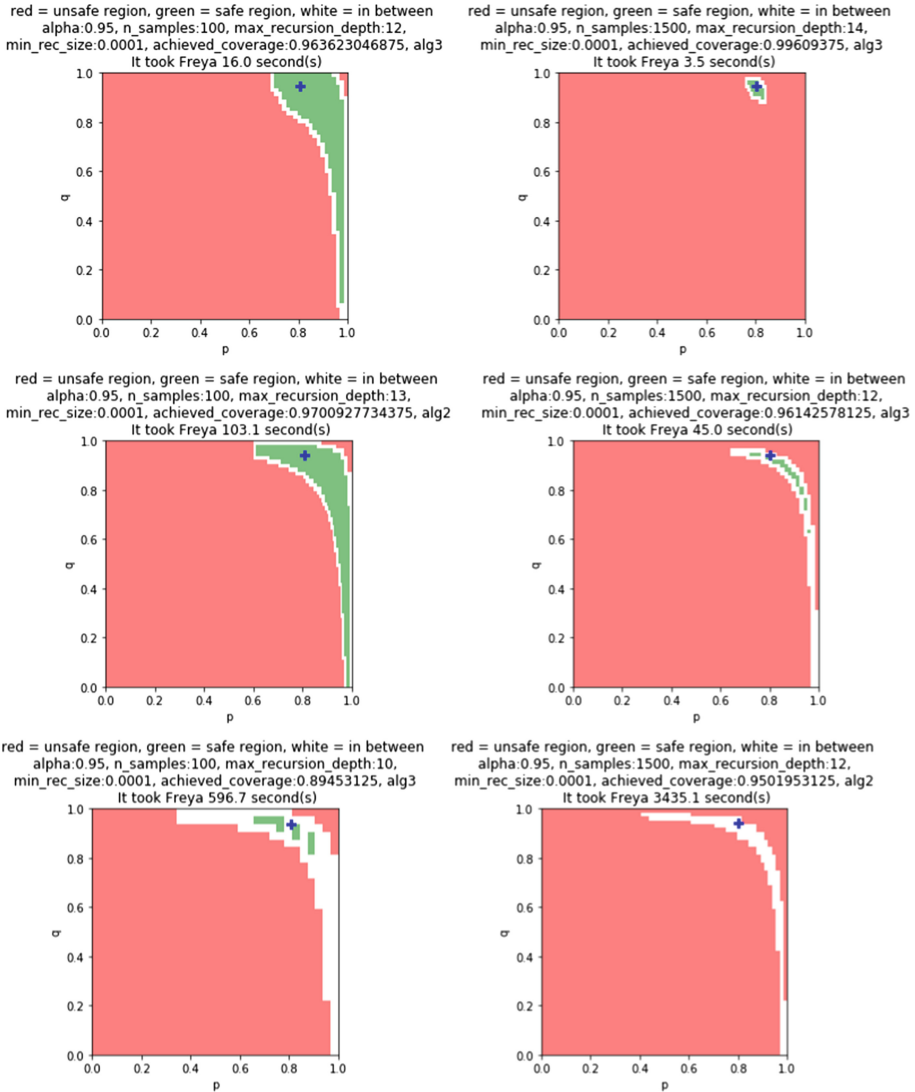 red = unsafe region, green = safe region, white = in between
alpha:0.95, n_samples:100, max_recursion_depth:12,
min_rec_size:0.0001, achieved_coverage:0.963623046875, alg3
It took Freya 16.0 second(s)
1.0
0.8
0.6
q
0.4
0.2
0.0
0.0 0.2 0.4 0.6 0.8 1.0
p
red = unsafe region, green = safe region, white = in between
alpha:0.95, n_samples:1500, max_recursion_depth:14,
min_rec_size:0.0001, achieved_coverage:0.99609375, alg3
It took Freya 3.5 second(s)
1.0
0.8
0.6
q
0.4
0.2
0.0
0.0 0.2 0.4 0.6 0.8 1.0
p
red = unsafe region, green = safe region, white = in between
alpha:0.95, n_samples:100, max_recursion_depth:13,
min_rec_size:0.0001, achieved_coverage:0.9700927734375, alg2
It took Freya 103.1 second(s)
1.0
0.8
0.6
q
0.4
0.2
0.0
0.0 0.2 0.4 0.6 0.8 1.0
p
red = unsafe region, green = safe region, white = in between
alpha:0.95, n_samples:1500, max_recursion_depth:12,
min_rec_size:0.0001, achieved_coverage:0.96142578125, alg3
It took Freya 45.0 second(s)
1.0
0.8
0.6
q
0.4
0.2
0.0
0.0 0.2 0.4 0.6 0.8 1.0
p
red = unsafe region, green = safe region, white = in between
alpha:0.95, n_samples:100, max_recursion_depth:10,
min_rec_size:0.0001, achieved_coverage:0.89453125, alg3
It took Freya 596.7 second(s)
1.0
0.8
0.6
q
0.4
0.2
0.0
0.0 0.2 0.4 0.6 0.8 1.0
p
red = unsafe region, green = safe region, white = in between
alpha:0.95, n_samples:1500, max_recursion_depth:12,
min_rec_size:0.0001, achieved_coverage:0.9501953125, alg2
It took Freya 3435.1 second(s)
1.0
0.8
0.6
q
0.4
0.2
0.0
0.0 0.2 0.4 0.6 0.8 1.0
p